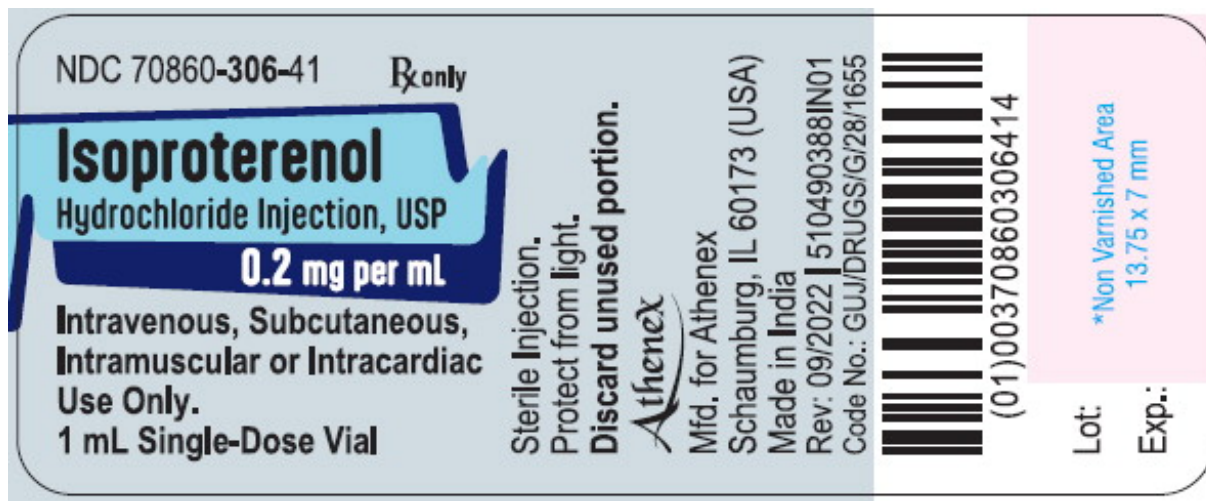 NDC 70860-306-41
Rx only
Isoproterenol
Hydrochloride Injection, USP
0.2 mg per mL
Intravenous, Subcutaneous,
Intramuscular or Intracardiac
Use Only.
1 mL Single-Dose Vial
Sterile Injection.
Protect from light.
Discard unused portion.
Athenex
Mfd. for Athenex
Schaumburg, IL 60173 (USA)
Made in India
Rev: 09/2022 | 510490388IN01
Code No.: GUJ/DRUGS/G/28/1655
(01)00370860306414
*Non Varnished Area
13.75 x 7 mm
Lot:
Exp.: